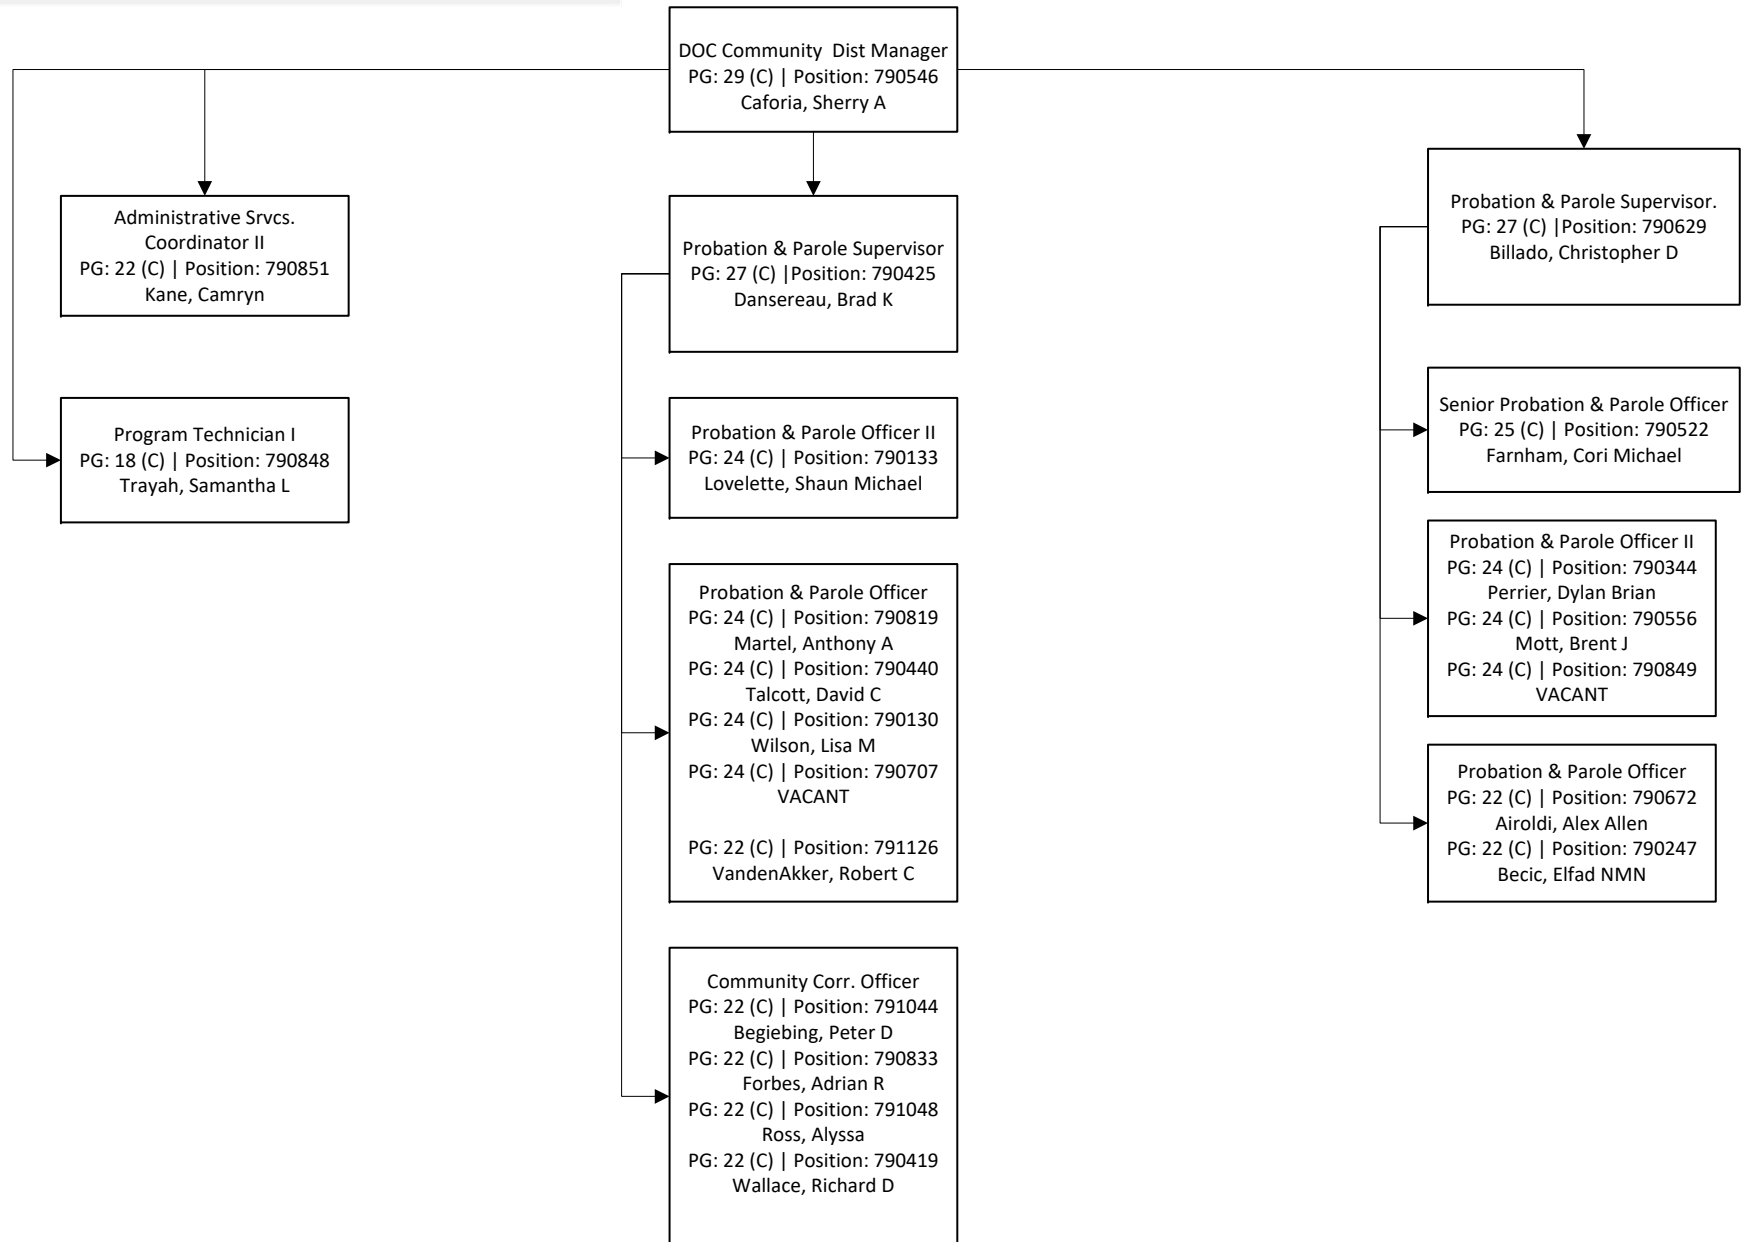 DOC Community Dist Manager
PG: 29 (C) | Position: 790546
Caforia, Sherry A
Administrative Srvcs.
Coordinator II
PG: 22 (C) | Position: 790851
Kane, Camryn
Program Technician I
PG: 18 (C) | Position: 790848
Trayah, Samantha L
Probation & Parole Supervisor
PG: 27 (C) |Position: 790425
Dansereau, Brad K
Probation & Parole Officer II
PG: 24 (C) | Position: 790133
Lovelette, Shaun Michael
Probation & Parole Officer
PG: 24 (C) | Position: 790819
Martel, Anthony A
PG: 24 (C) | Position: 790440
Talcott, David C
PG: 24 (C) | Position: 790130
Wilson, Lisa M
PG: 24 (C) | Position: 790707
VACANT
PG: 22 (C) | Position: 791126
VandenAkker, Robert C
Community Corr. Officer
PG: 22 (C) | Position: 791044
Begiebing, Peter D
PG: 22 (C) | Position: 790833
Forbes, Adrian R
PG: 22 (C) | Position: 791048
Ross, Alyssa
PG: 22 (C) | Position: 790419
Wallace, Richard D
Probation & Parole Supervisor.
PG: 27 (C) |Position: 790629
Billado, Christopher D
Senior Probation & Parole Officer
PG: 25 (C) | Position: 790522
Farnham, Cori Michael
Probation & Parole Officer II
PG: 24 (C) | Position: 790344
Perrier, Dylan Brian
PG: 24 (C) | Position: 790556
Mott, Brent J
PG: 24 (C) | Position: 790849
VACANT
Probation & Parole Officer
PG: 22 (C) | Position: 790672
Airoldi, Alex Allen
PG: 22 (C) | Position: 790247
Becic, Elfad NMN